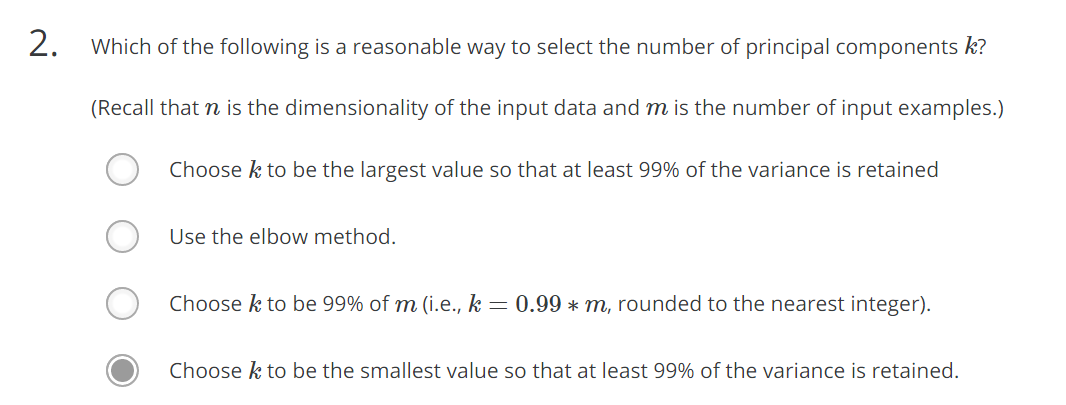 2. Which of the following is a reasonable way to select the number of principal components k?
(Recall that n is the dimensionality of the input data and m is the number of input examples.)
Choose k to be the largest value so that at least 99% of the variance is retained
Use the elbow method.
Choose k to be 99% of m (i.e., k = 0.99 ∗ m, rounded to the nearest integer).
Choose k to be the smallest value so that at least 99% of the variance is retained.